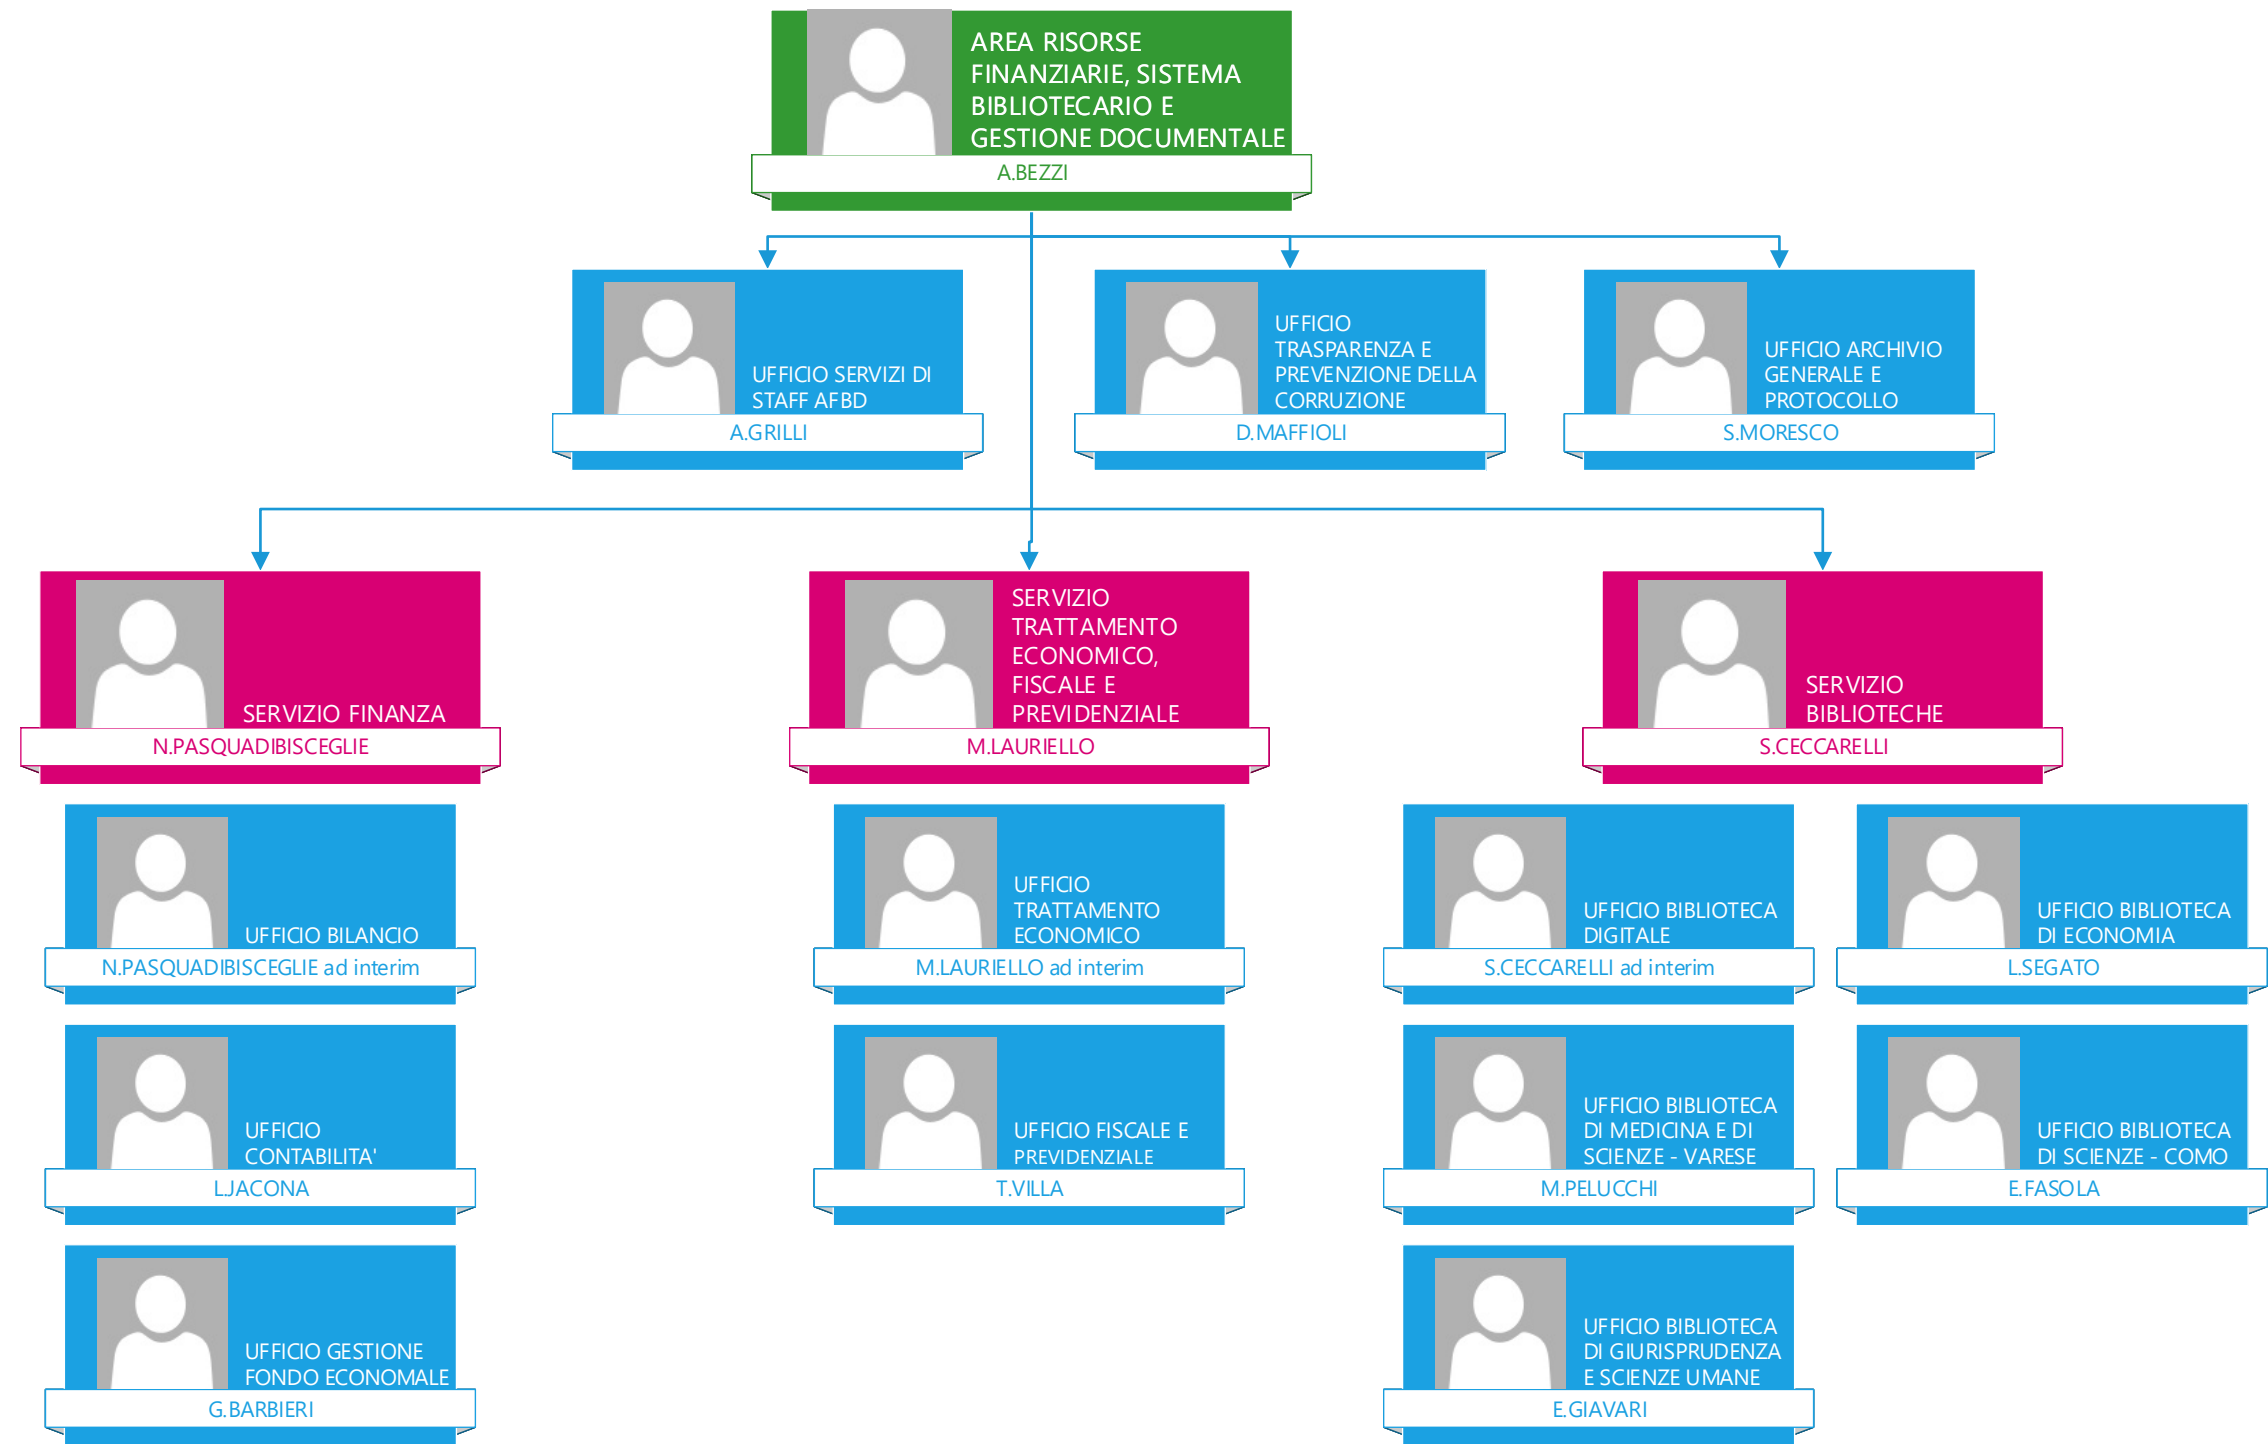 AREA RISORSE
FINANZIARIE, SISTEMA
BIBLIOTECARIO E
GESTIONE DOCUMENTALE
A.BEZZI
UFFICIO SERVIZI DI
STAFF AFBD
A.GRILLI
UFFICIO
TRASPARENZA E
PREVENZIONE DELLA
CORRUZIONE
D.MAFFIOLI
UFFICIO ARCHIVIO
GENERALE E
PROTOCOLLO
S.MORESCO
SERVIZIO FINANZA
N.PASQUADIBISCEGLIE
SERVIZIO
TRATTAMENTO
ECONOMICO,
FISCALE E
PREVIDENZIALE
M.LAURIELLO
SERVIZIO
BIBLIOTECHE
S.CECCARELLI
UFFICIO BILANCIO
N.PASQUADIBISCEGLIE ad interim
UFFICIO
TRATTAMENTO
ECONOMICO
M.LAURIELLO ad interim
UFFICIO BIBLIOTECA
DIGITALE
S.CECCARELLI ad interim
UFFICIO BIBLIOTECA
DI ECONOMIA
L.SEGATO
UFFICIO
CONTABILITA'
L.JACONA
UFFICIO FISCALE E
PREVIDENZIALE
T.VILLA
UFFICIO BIBLIOTECA
DI MEDICINA E DI
SCIENZE - VARESE
M.PELUCCHI
UFFICIO BIBLIOTECA
DI SCIENZE - COMO
E.FASOLA
UFFICIO GESTIONE
FONDO ECONOMALE
G.BARBIERI
UFFICIO BIBLIOTECA
DI GIURISPRUDENZA
E SCIENZE UMANE
E.GIAVARI